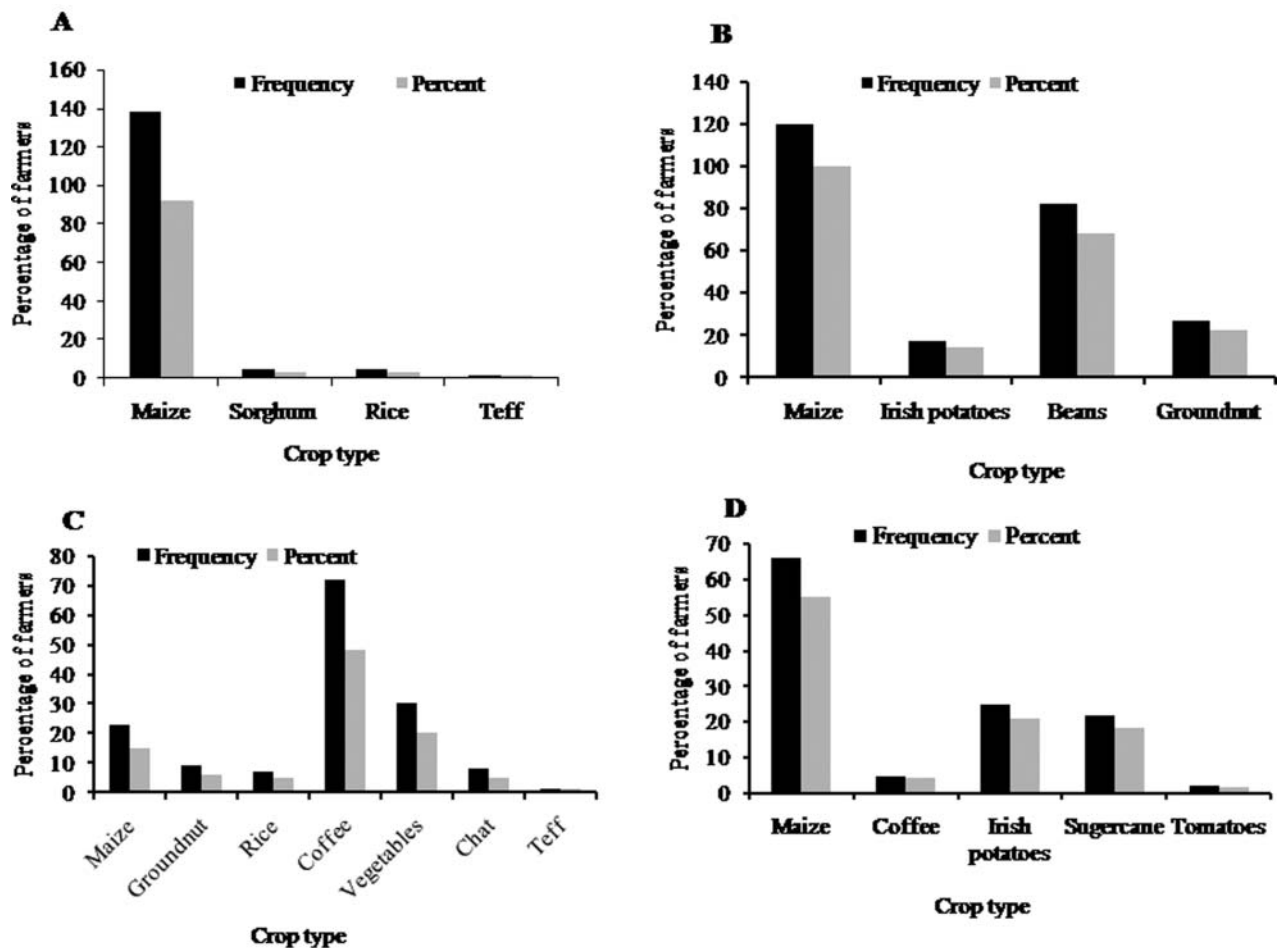 A
Frequency Percent
160
140
120
100
80
60
40
20
0
Percentage of farmers
Maize Sorghum Rice Teff
Crop type
B
Frequency Percent
140
120
100
80
60
40
20
0
Percentage of farmers
Maize Irish potatoes Beans Groundnut
Crop type
C
Frequency Percent
80
70
60
50
40
30
20
10
0
Percentage of farmers
Maize Groundnut Rice Coffee Vegetables Chat Teff
Crop type
D
Frequency Percent
70
60
50
40
30
20
10
0
Percentage of farmers
Maize Coffee Irish Sugercane Tomatoes
potatoes
Crop type